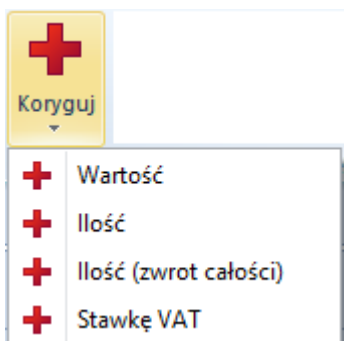 Koryguj
Wartość
Ilość
Ilość (zwrot całości)
Stawkę VAT